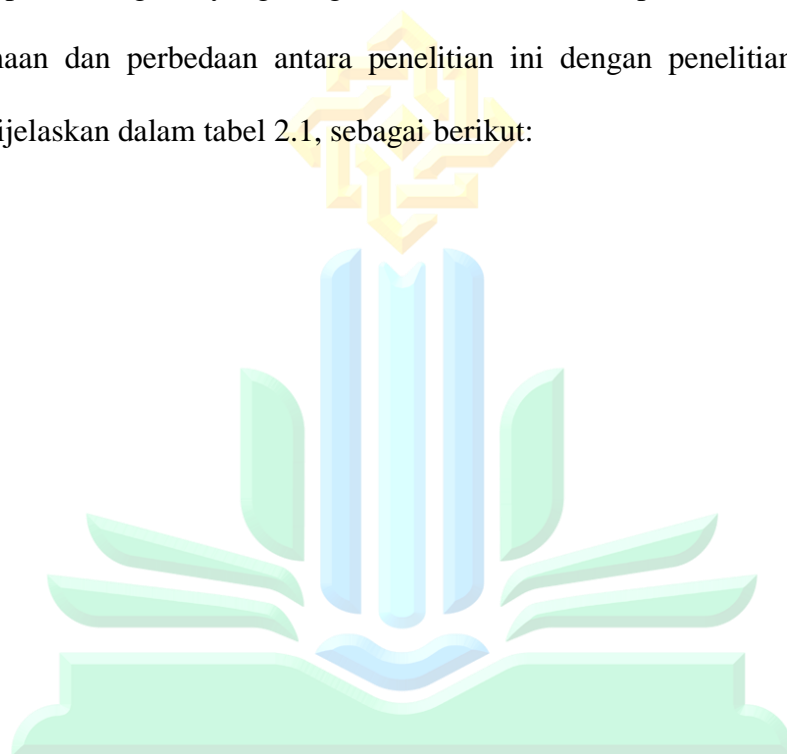 naan dan perbedaan antara penelitian ini dengan penelitian
ijelaskan dalam tabel 2.1, sebagai berikut: